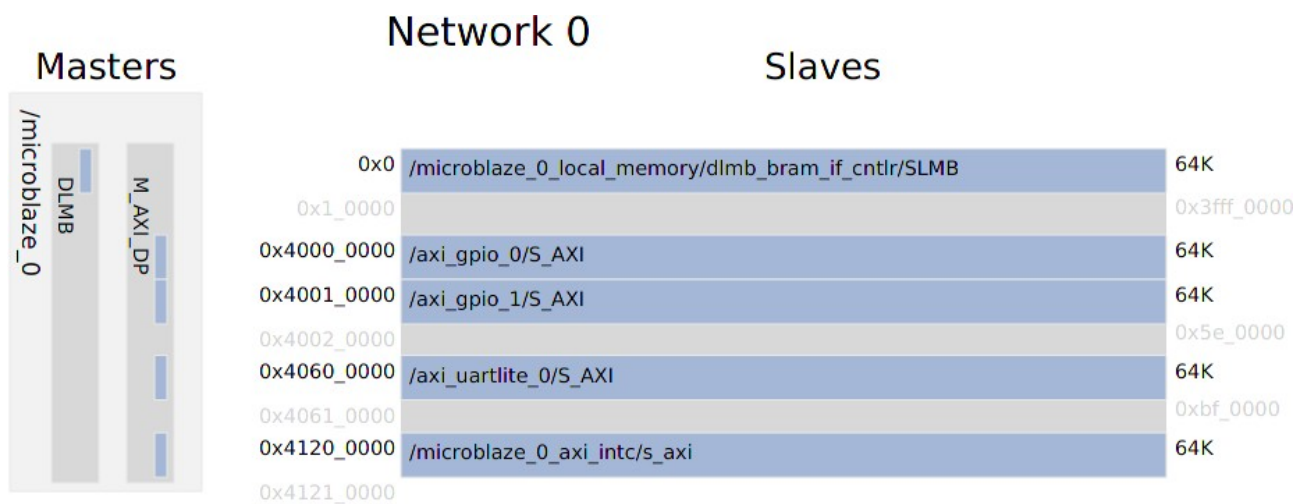 Network 0
Masters
Slaves
/microblaze_0
DLMB
M_AXI_DP
0x0 /microblaze_0_local_memory/dlmb_bram_if_cntlr/SLMB 64K
0x1_0000 0x3fff_0000
0x4000_0000 /axi_gpio_0/S_AXI 64K
0x4001_0000 /axi_gpio_1/S_AXI 64K
0x4002_0000 0x5e_0000
0x4060_0000 /axi_uartlite_0/S_AXI 64K
0x4061_0000 0xbf_0000
0x4120_0000 /microblaze_0_axi_intc/s_axi 64K
0x4121_0000